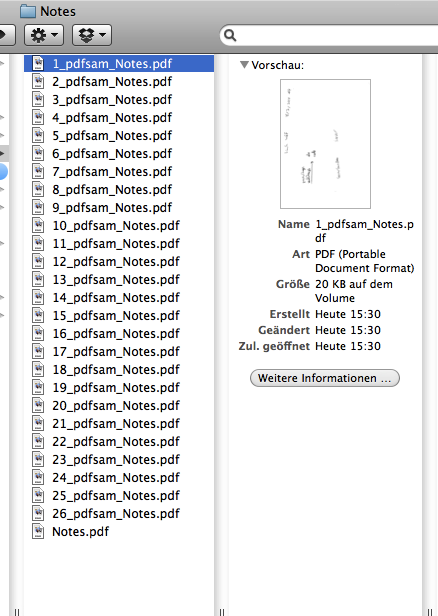 Notes
1_pdfsam_Notes.pdf
2_pdfsam_Notes.pdf
3_pdfsam_Notes.pdf
4_pdfsam_Notes.pdf
5_pdfsam_Notes.pdf
6_pdfsam_Notes.pdf
7_pdfsam_Notes.pdf
8_pdfsam_Notes.pdf
9_pdfsam_Notes.pdf
10_pdfsam_Notes.pdf
11_pdfsam_Notes.pdf
12_pdfsam_Notes.pdf
13_pdfsam_Notes.pdf
14_pdfsam_Notes.pdf
15_pdfsam_Notes.pdf
16_pdfsam_Notes.pdf
17_pdfsam_Notes.pdf
18_pdfsam_Notes.pdf
19_pdfsam_Notes.pdf
20_pdfsam_Notes.pdf
21_pdfsam_Notes.pdf
22_pdfsam_Notes.pdf
23_pdfsam_Notes.pdf
24_pdfsam_Notes.pdf
25_pdfsam_Notes.pdf
26_pdfsam_Notes.pdf
Notes.pdf
Vorschau:
Name 1_pdfsam_Notes.p
df
Art PDF (Portable
Document Format)
Größe 20 KB auf dem
Volume
Erstellt Heute 15:30
Geändert Heute 15:30
Zul. geöffnet Heute 15:30
Weitere Informationen ...